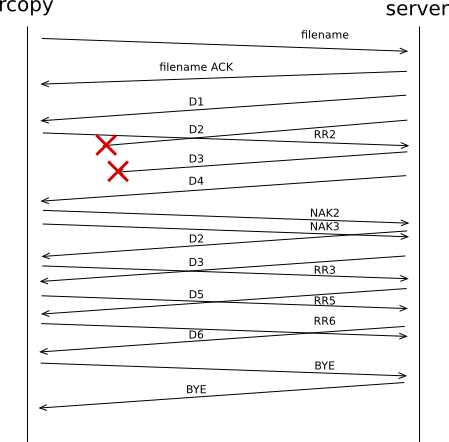 rcopy
server
filename
filename ACK
D1
D2
RR2
D3
D4
NAK2
NAK3
D2
D3
RR3
D5
RR5
RR6
D6
BYE
BYE